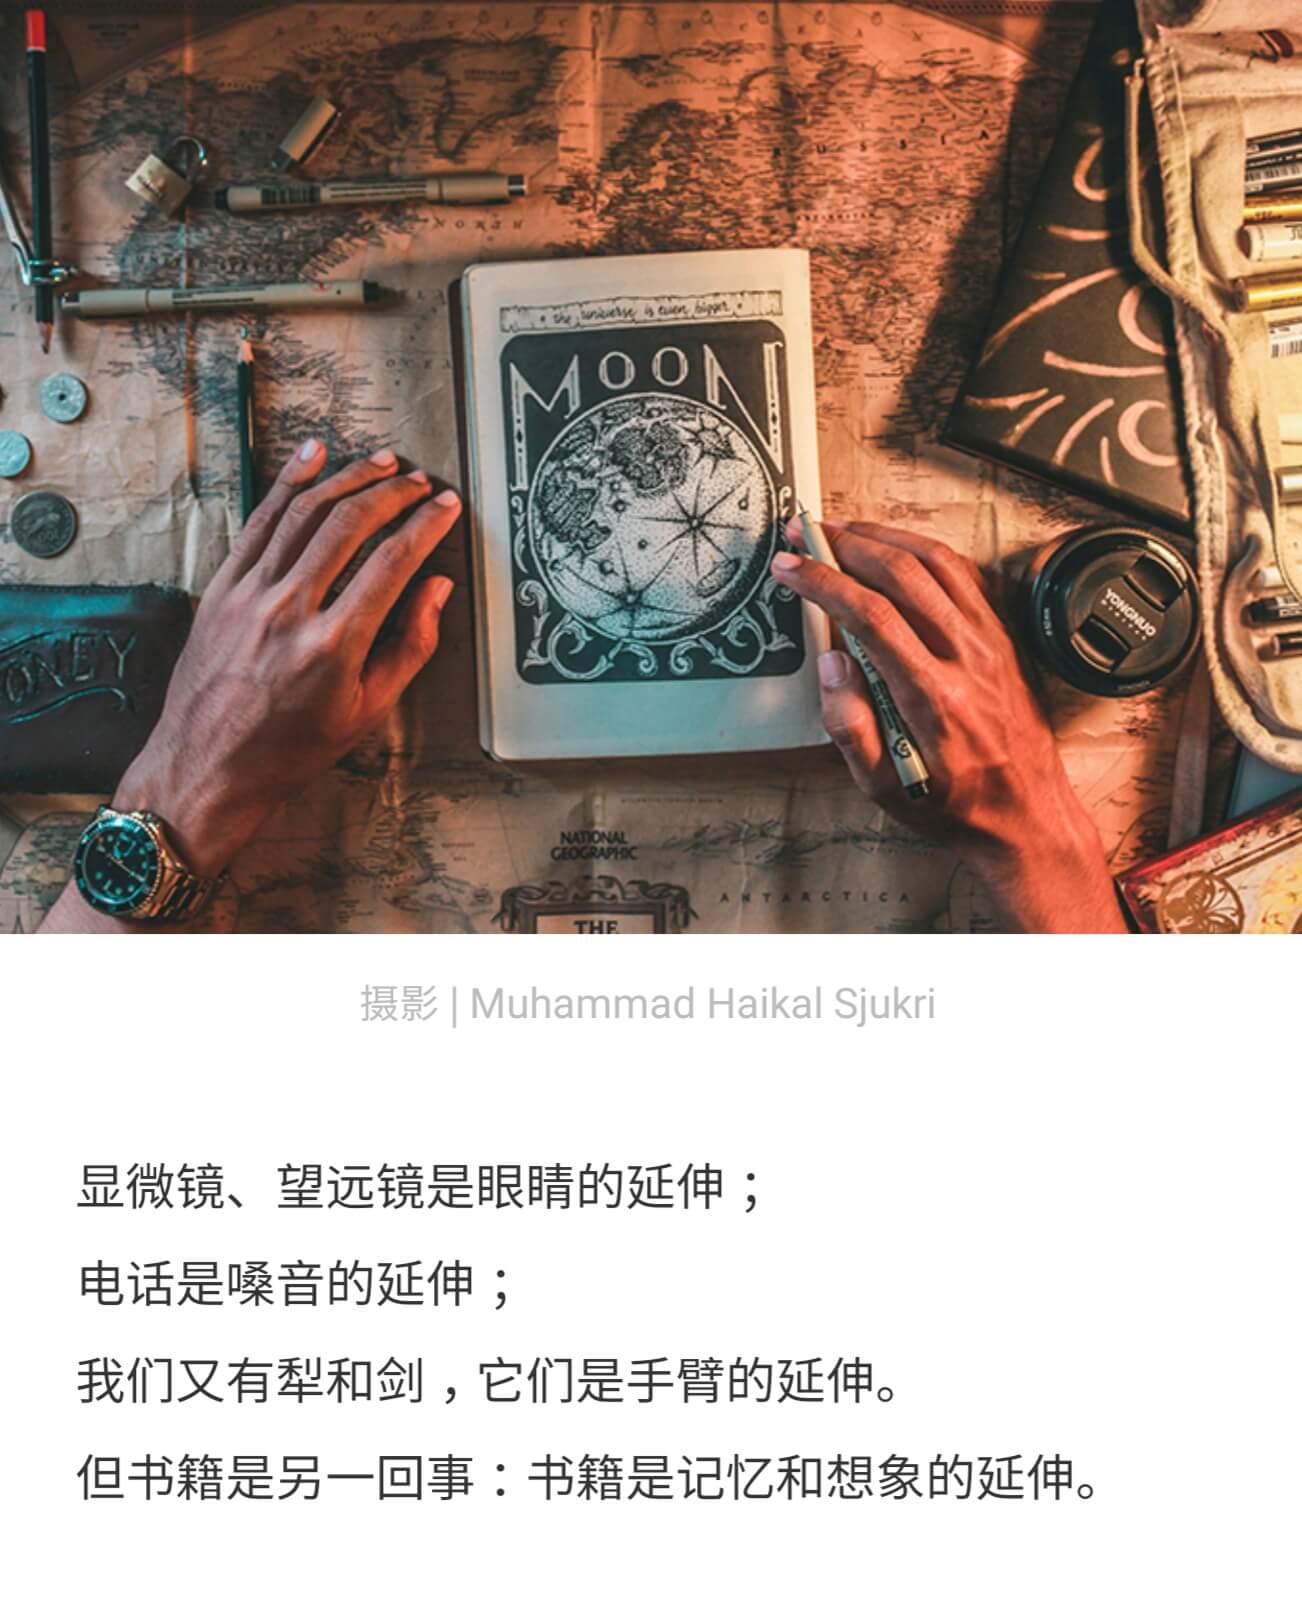 RUSSIA
NORTH
the universe is even bigger
MOON
YONGNUO
DIGITAL
ONEY
NATIONAL
GEOGRAPHIC
ANTARCTICA
THE
摄影 | Muhammad Haikal Sjukri
显微镜、望远镜是眼睛的延伸；
电话是嗓音的延伸；
我们又有犁和剑，它们是手臂的延伸。
但书籍是另一回事：书籍是记忆和想象的延伸。